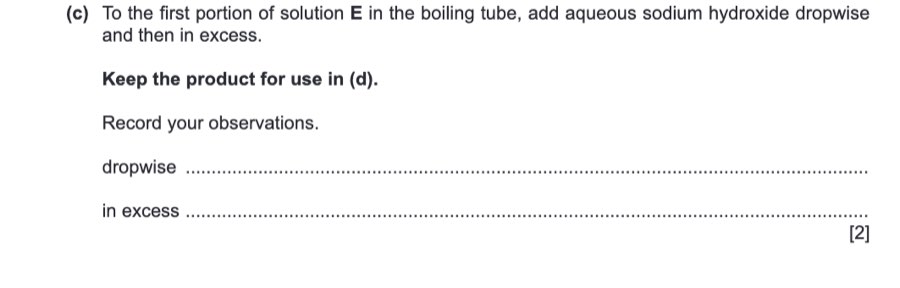 (c) To the first portion of solution E in the boiling tube, add aqueous sodium hydroxide dropwise
and then in excess.
Keep the product for use in (d).
Record your observations.
dropwise ..............................................................................................................................
in excess ..............................................................................................................................
[2]